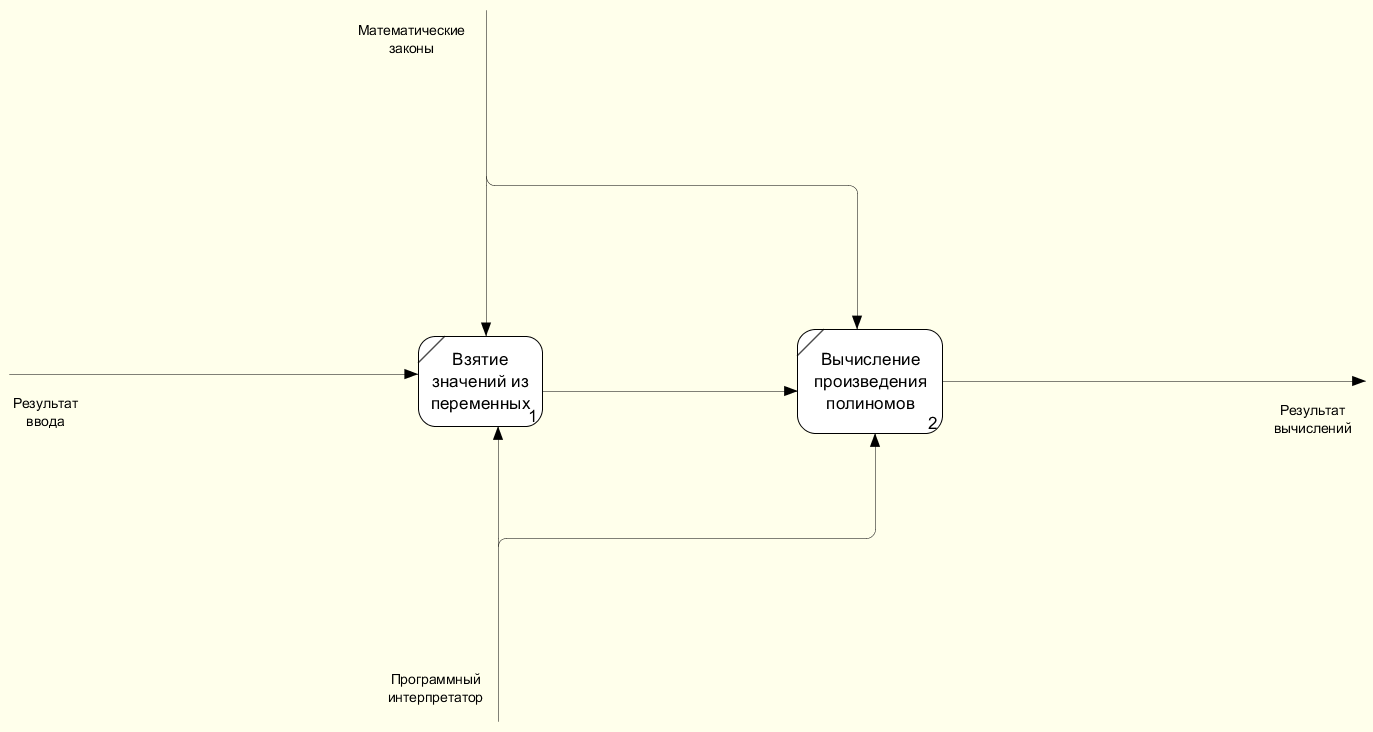 Математические
законы
Взятие
значений из
переменных
1
Вычисление
произведения
полиномов
2
Результат
ввода
Результат
вычислений
Программный
интерпретатор